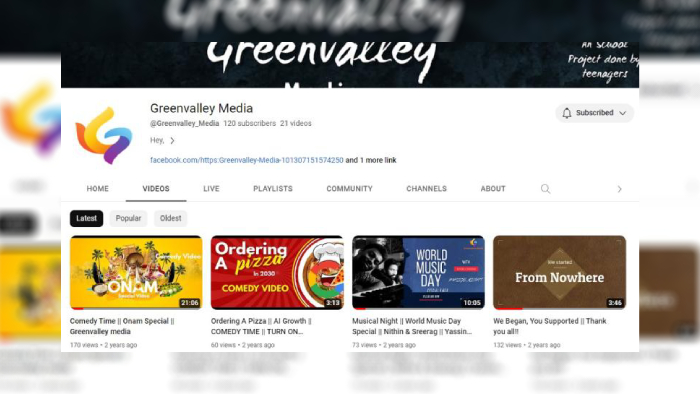 Greenvalley
Greenvalley
An School
Project done by
teenagers
Greenvalley Media
@Greenvalley_Media 120 subscribers 21 videos
Subscribed
Hey,
facebook.com/https:Greenvalley-Media-101307151574250 and 1 more link
HOME VIDEOS LIVE PLAYLISTS COMMUNITY CHANNELS ABOUT
Latest Popular Oldest
Comedy Video
ONAM
21:06
Ordering
A pizza
in 2030
COMEDY VIDEO
3:13
WORLD
MUSIC
DAY
10:05
We started
From Nowhere
3:46
Comedy Time || Onam Special ||
Greenvalley media
170 views • 2 years ago
Ordering A Pizza || AI Growth ||
COMEDY TIME || TURN ON...
60 views • 2 years ago
Musical Night || World Music Day
Special || Nithin & Sreerag || Yassin...
73 views • 2 years ago
We Began, You Supported || Thank
you all!!
132 views • 2 years ago